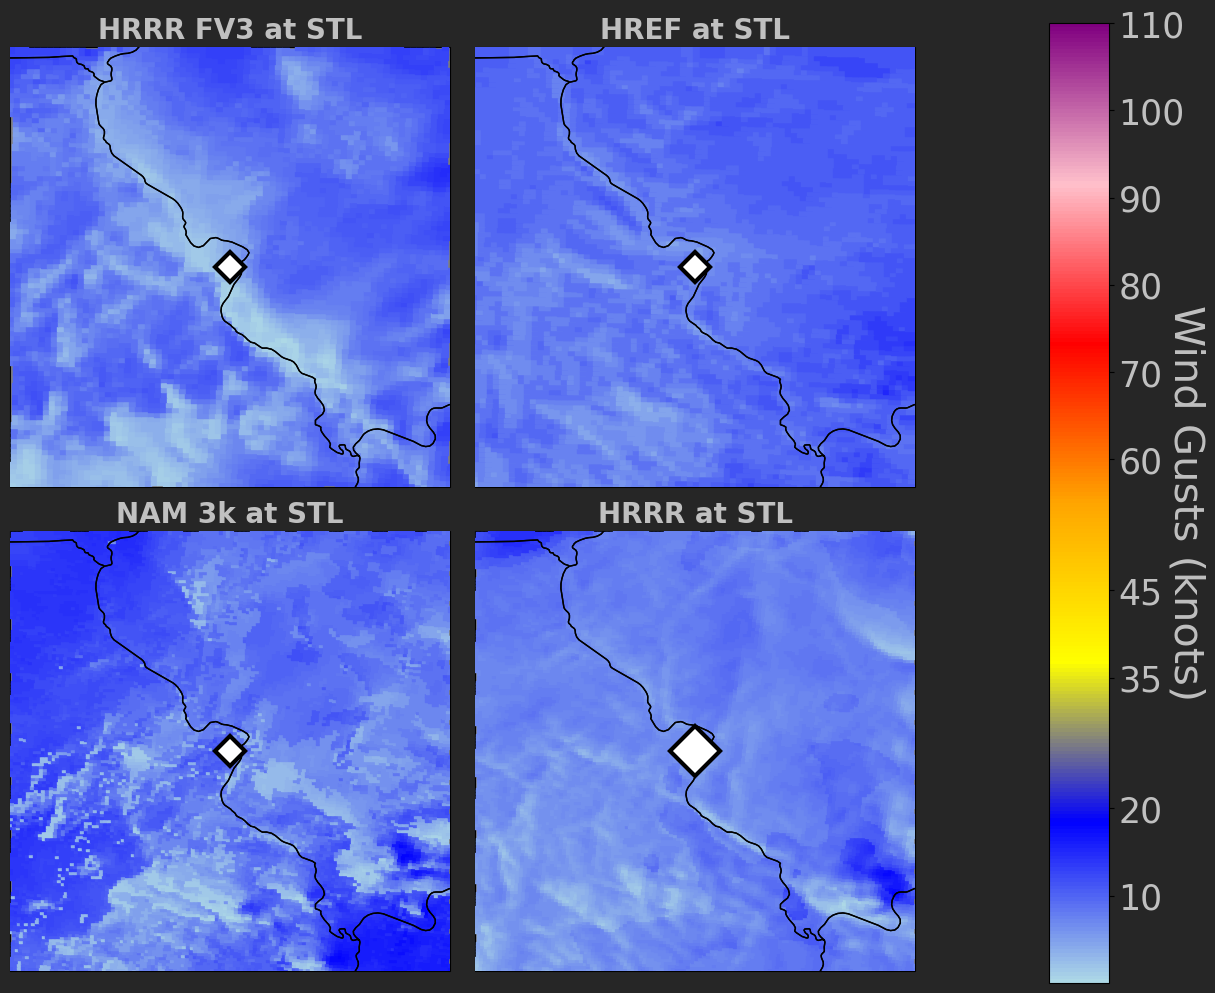 HRRR FV3 at STL
HREF at STL
NAM 3k at STL
HRRR at STL
110
100
90
80
70
60
45
35
20
10
Wind Gusts (knots)